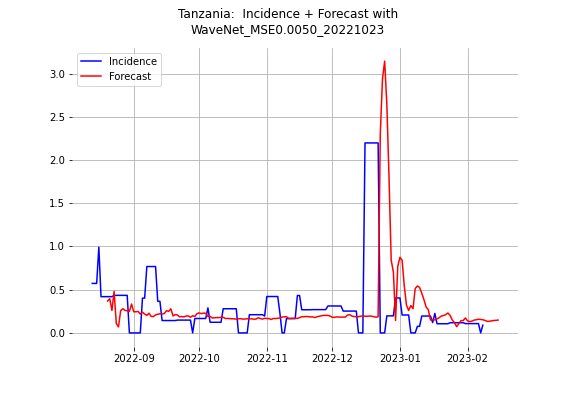 Tanzania:  Incidence + Forecast with
WaveNet_MSE0.0050_20221023
Incidence
Forecast
3.0
2.5
2.0
1.5
1.0
0.5
0.0
2022-09 2022-10 2022-11 2022-12 2023-01 2023-02